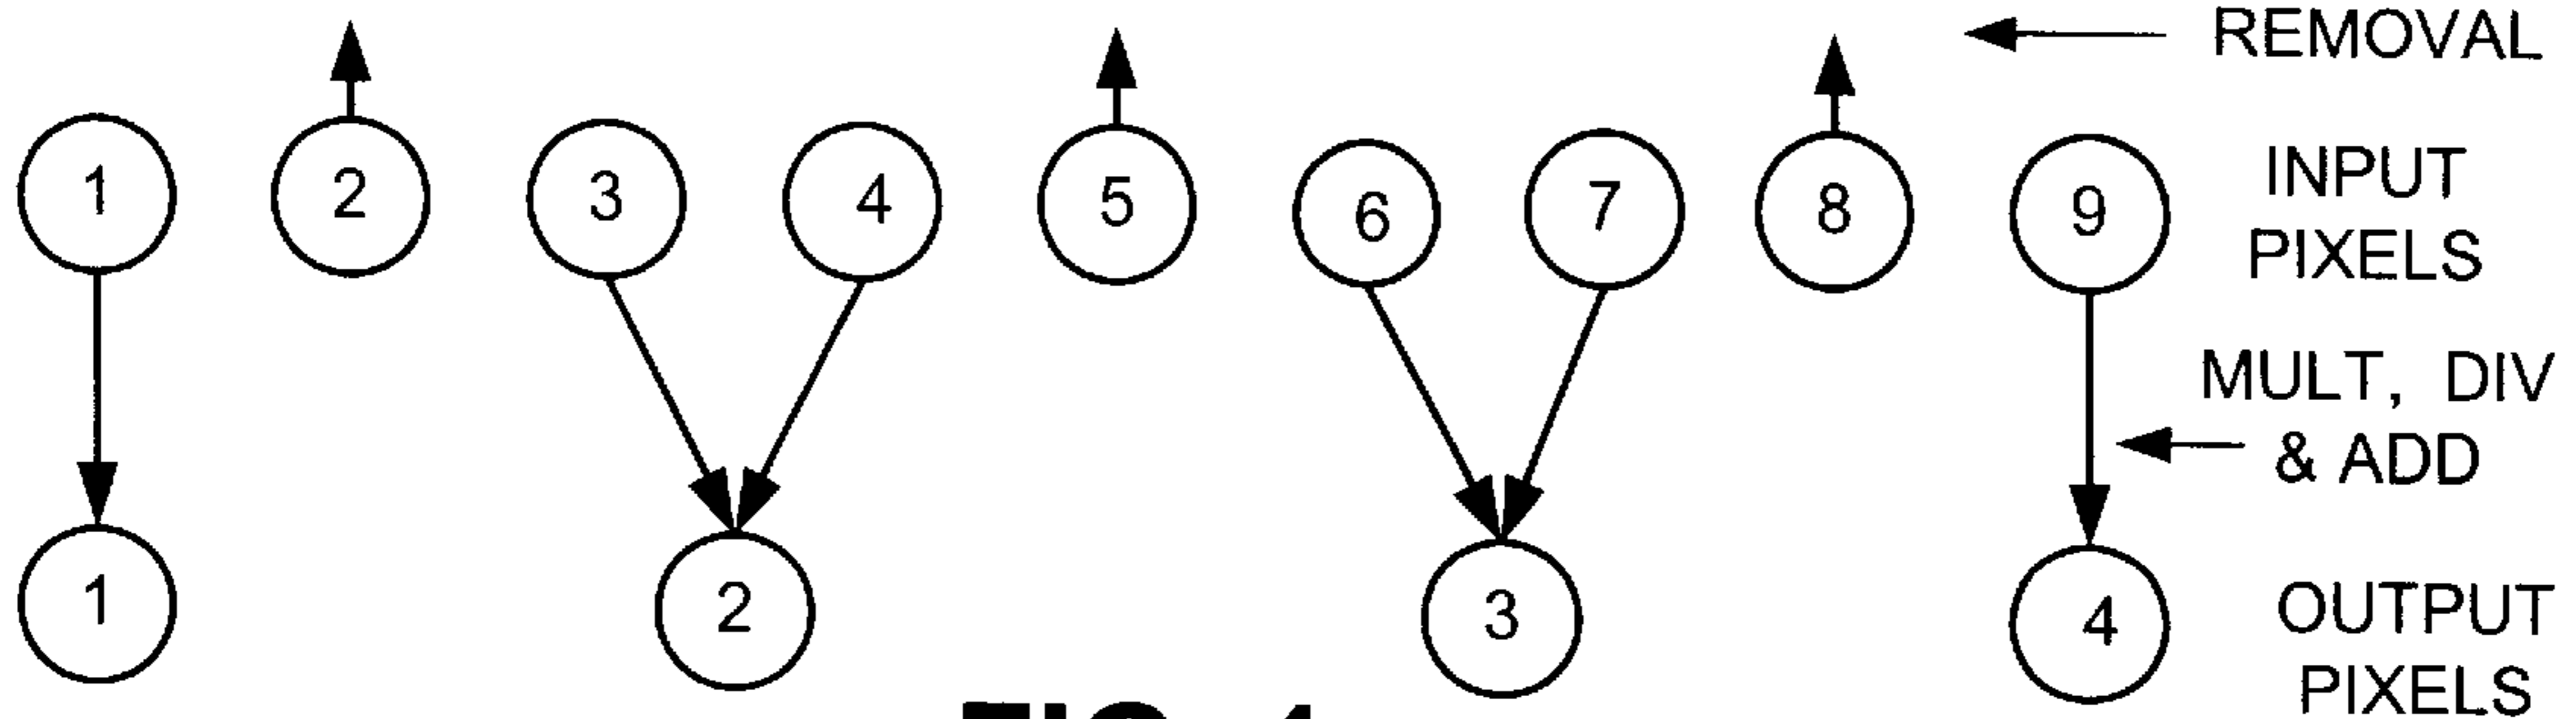 REMOVAL
1 2 3 4 5 6 7 8 9
INPUT
PIXELS
MULT, DIV
& ADD
1 2 3 4
OUTPUT
PIXELS